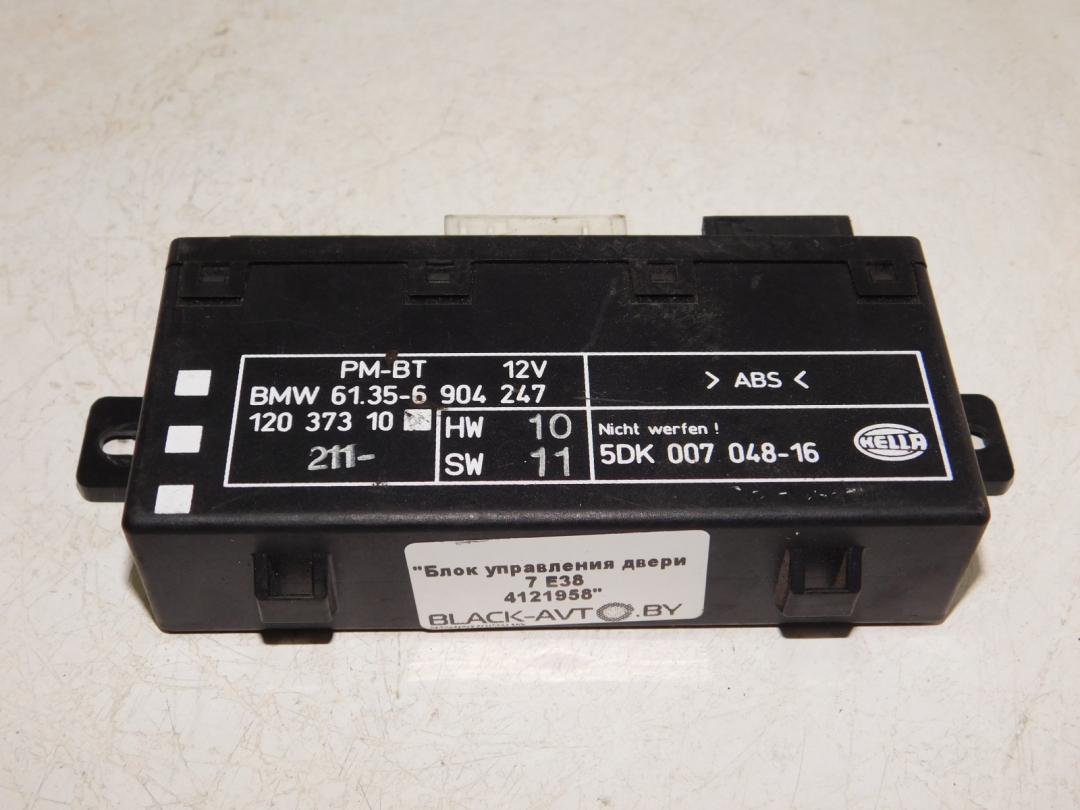 PM-BT 12V
BMW 61.35-6 904 247
120 373 10
211-
HW 10
SW 11
> ABS <
Nicht werfen !
5DK 007 048-16
HELLA
"Блок управления двери
7 E38
4121958"
BLACK-AVTO.BY